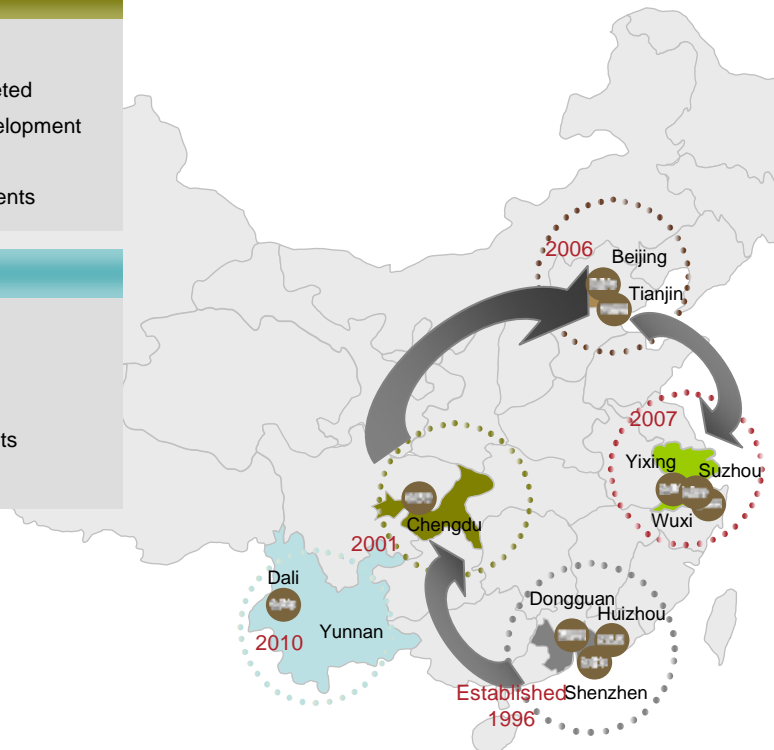 eted
elopment
ents
ts
2006
Beijing
Tianjin
2007
Yixing
Suzhou
Wuxi
Chengdu
2001
Dali
Yunnan
2010
Dongguan
Huizhou
Established
Shenzhen
1996